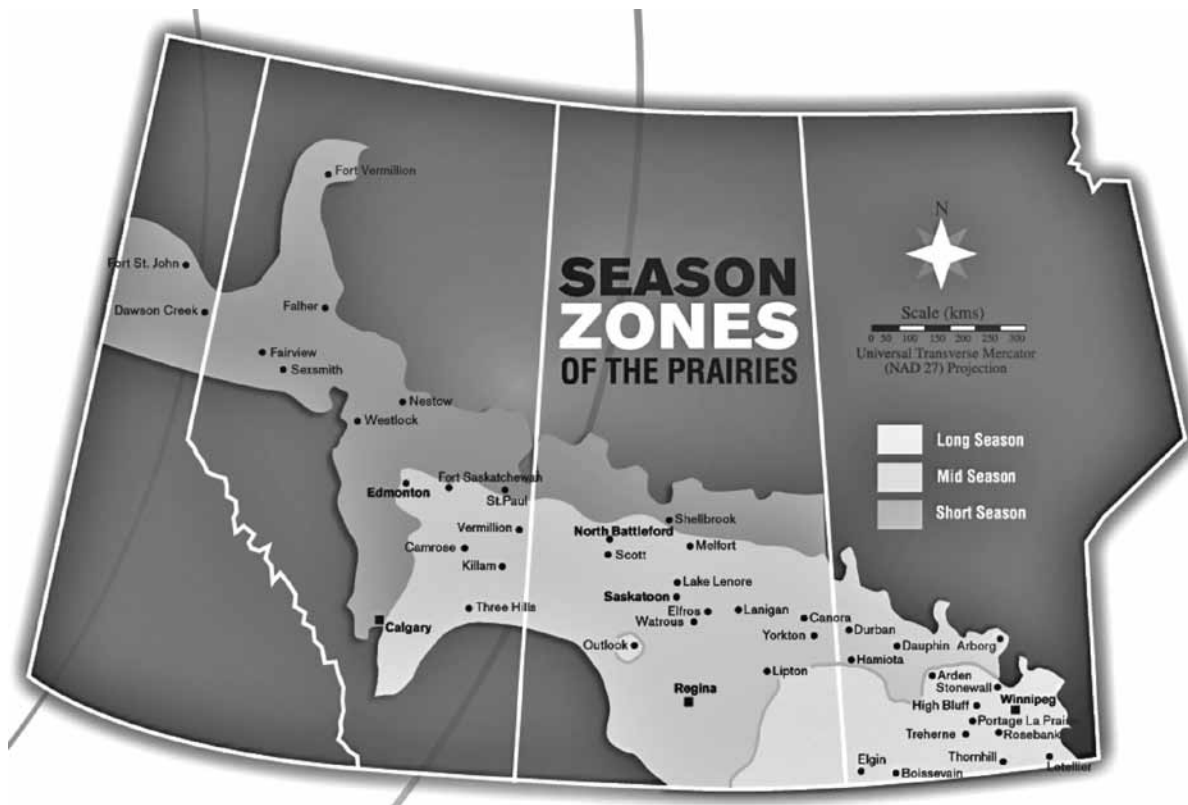 Fort Vermillion
SEASON
ZONES
OF THE PRAIRIES
N
Scale (kms)
0 50 100 150 200 250 300
Universal Transverse Mercator
(NAD 27) Projection
Long Season
Mid Season
Short Season
Fort St. John
Dawson Creek
Falher
Fairview
Sexsmith
Nestow
Westlock
Fort Saskatchewan
Edmonton
St.Paul
Vermillion
Camrose
Killam
Three Hills
Calgary
Shellbrook
North Battleford
Melfort
Scott
Lake Lenore
Saskatoon
Elfros
Lanigan
Watrous
Canora
Yorkton
Outlook
Lipton
Regina
Durban
Dauphin
Arborg
Hamiota
Arden
Stonewall
Winnipeg
High Bluff
Portage La Prairie
Treherne
Rosebank
Elgin
Thornhill
Letellier
Boissevain